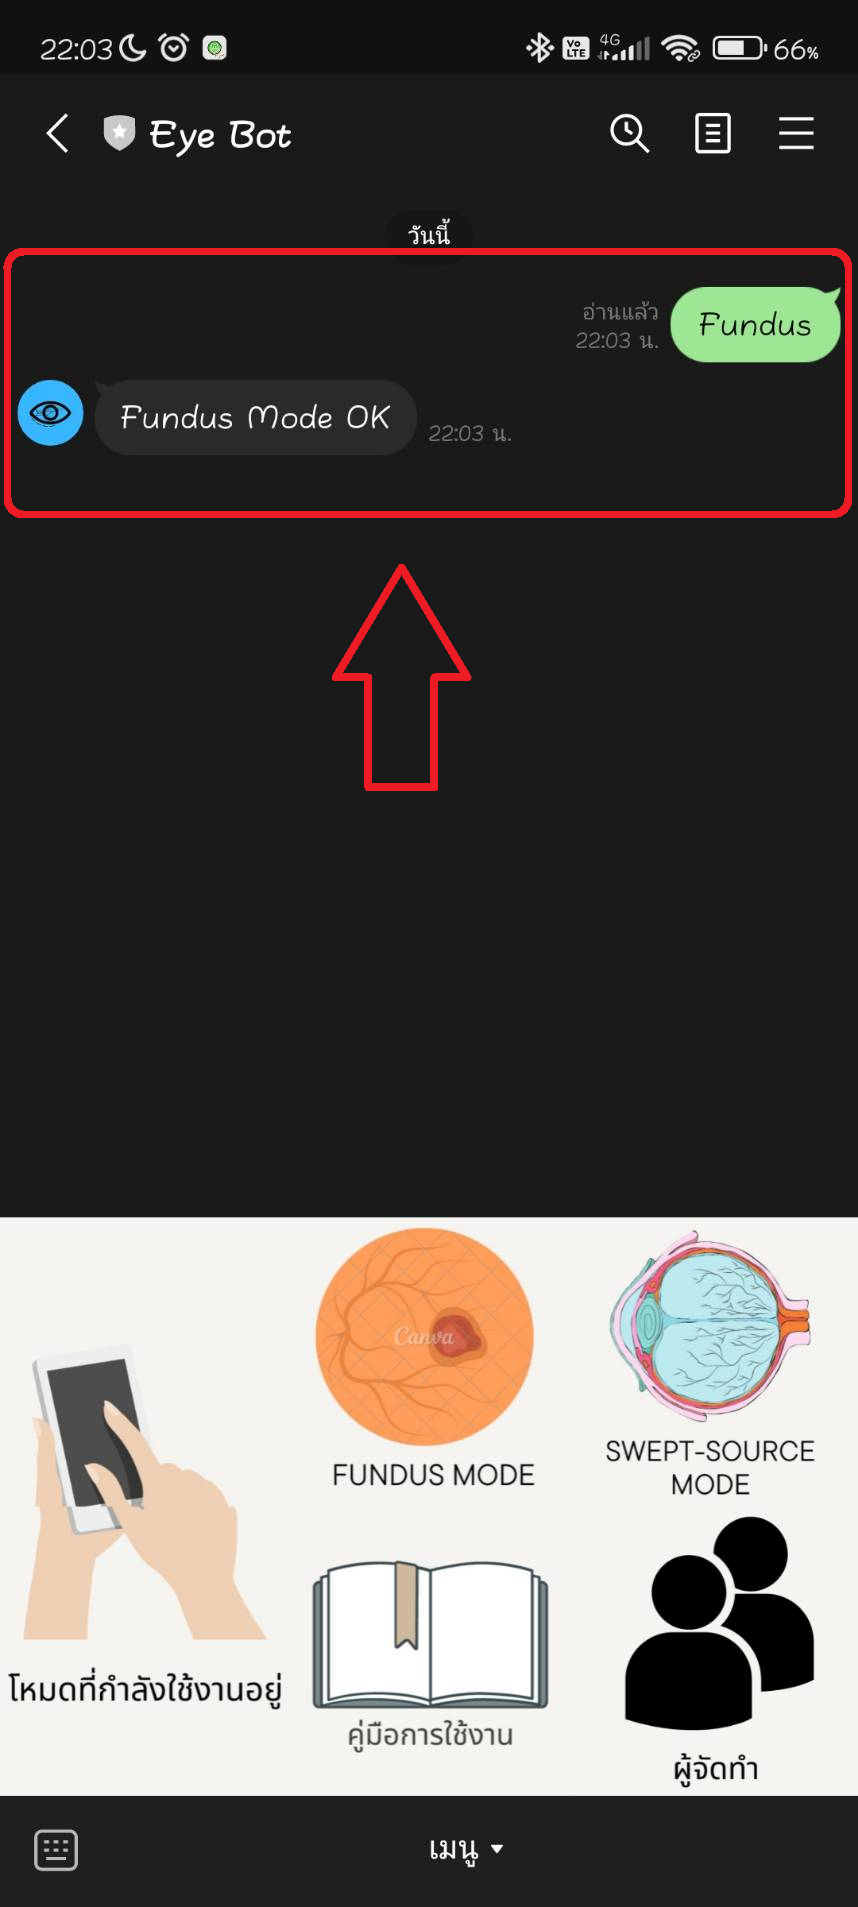 22:03
Vo LTE
4G
66%
Eye Bot
วันนี้
อ่านแล้ว
22:03 น.
Fundus
Fundus Mode OK
22:03 น.
Canva
FUNDUS MODE
SWEPT-SOURCE
MODE
โหมดที่กำลังใช้งานอยู่
คู่มือการใช้งาน
ผู้จัดทำ
เมนู